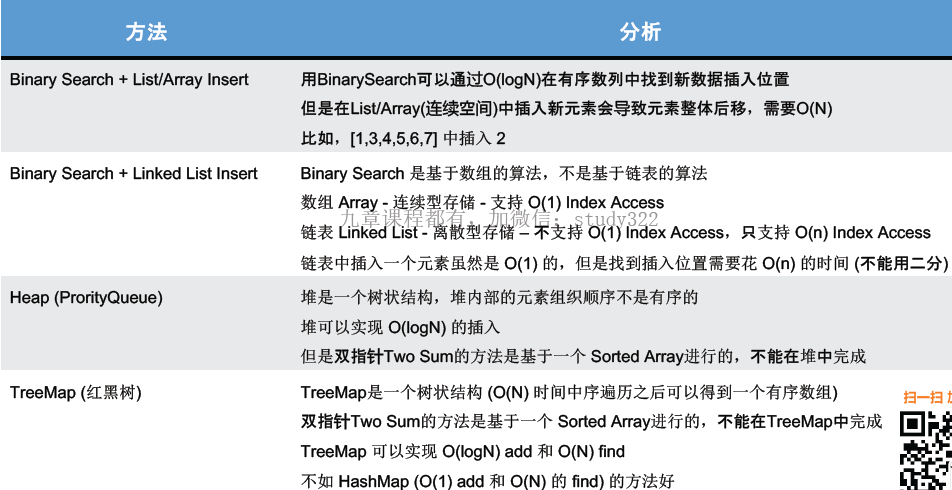 方法 分析
Binary Search + List/Array Insert 用BinarySearch可以通过O(logN)在有序数列中找到新数据插入位置
但是在List/Array(连续空间)中插入新元素会导致元素整体后移，需要O(N)
比如，[1,3,4,5,6,7] 中插入 2
Binary Search + Linked List Insert Binary Search 是基于数组的算法，不是基于链表的算法
数组 Array - 连续型存储 - 支持 O(1) Index Access
九章课程都有，加微信：study322
链表 Linked List - 离散型存储 – 不支持 O(1) Index Access，只支持 O(n) Index Access
链表中插入一个元素虽然是 O(1) 的，但是找到插入位置需要花 O(n) 的时间 (不能用二分)
Heap (ProrityQueue) 堆是一个树状结构，堆内部的元素组织顺序不是有序的
堆可以实现 O(logN) 的插入
但是双指针Two Sum的方法是基于一个 Sorted Array进行的，不能在堆中完成
TreeMap (红黑树) TreeMap是一个树状结构 (O(N) 时间中序遍历之后可以得到一个有序数组)
扫一扫
双指针Two Sum的方法是基于一个 Sorted Array进行的，不能在TreeMap中完成
TreeMap 可以实现 O(logN) add 和 O(N) find
不如 HashMap (O(1) add 和 O(N) 的 find) 的方法好